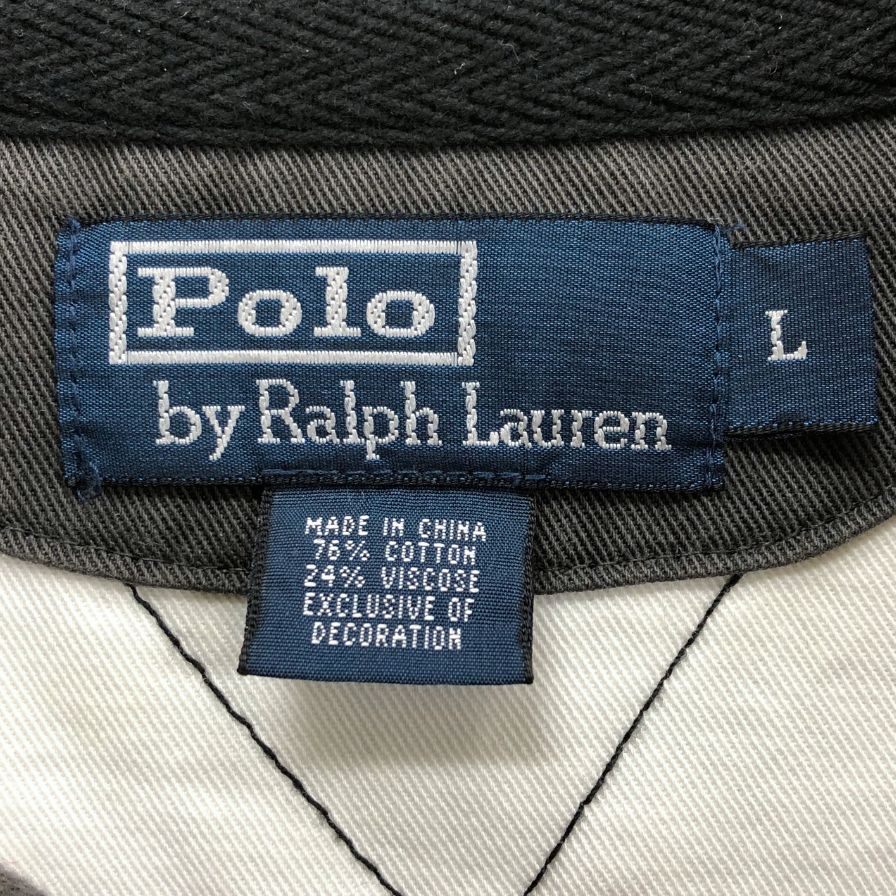 Polo
by Ralph Lauren
L
MADE IN CHINA
76% COTTON
24% VISCOSE
EXCLUSIVE OF
DECORATION